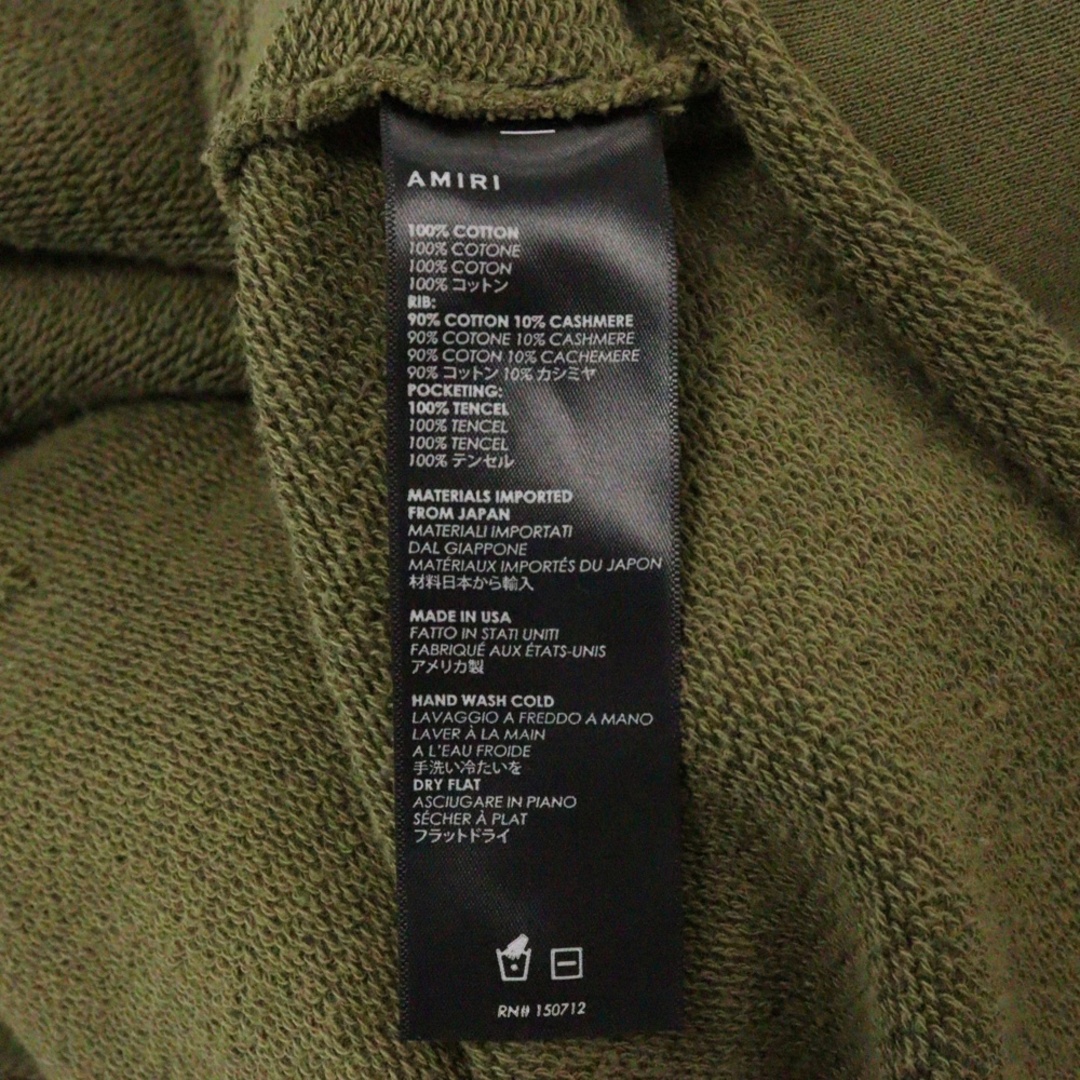 AMIRI
100% COTTON
100% COTONE
100% COTON
100% コットン
RIB:
90% COTTON 10% CASHMERE
90% COTONE 10% CASHMERE
90% COTON 10% CACHEMERE
90% コットン 10% カシミヤ
POCKETING:
100% TENCEL
100% TENCEL
100% TENCEL
100% テンセル
MATERIALS IMPORTED
FROM JAPAN
MATERIALI IMPORTATI
DAL GIAPPONE
MATÉRIAUX IMPORTÉS DU JAPON
材料日本から輸入
MADE IN USA
FATTO IN STATI UNITI
FABRIQUÉ AUX ÉTATS-UNIS
アメリカ製
HAND WASH COLD
LAVAGGIO A FREDDO A MANO
LAVER À LA MAIN
A L'EAU FROIDE
手洗い冷たいを
DRY FLAT
ASCIUGARE IN PIANO
SÉCHER À PLAT
フラットドライ
RN# 150712